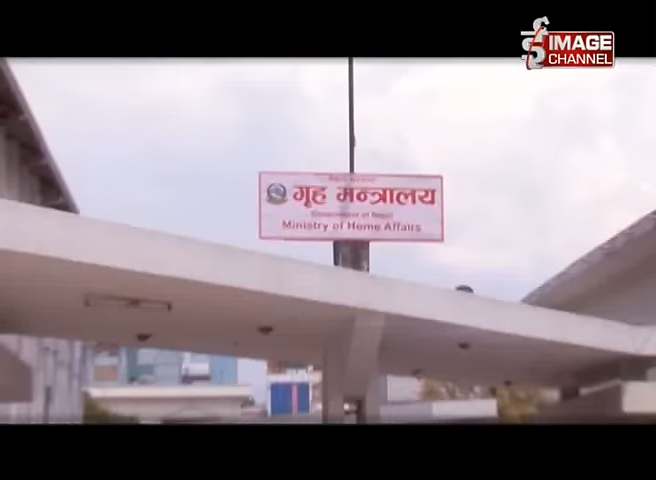 IMAGE
CHANNEL
गृह मन्त्रालय
Government of Nepal
Ministry of Home Affairs